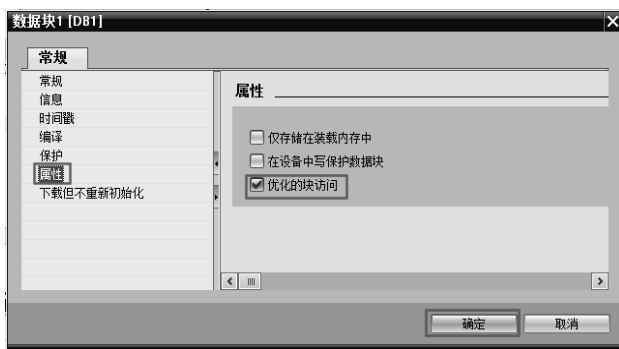 数据块1 [DB1]
常规
常规
信息
时间戳
编译
保护
属性
下载但不重新初始化
属性
仅存储在装载内存中
在设备中写保护数据块
优化的块访问
确定
取消